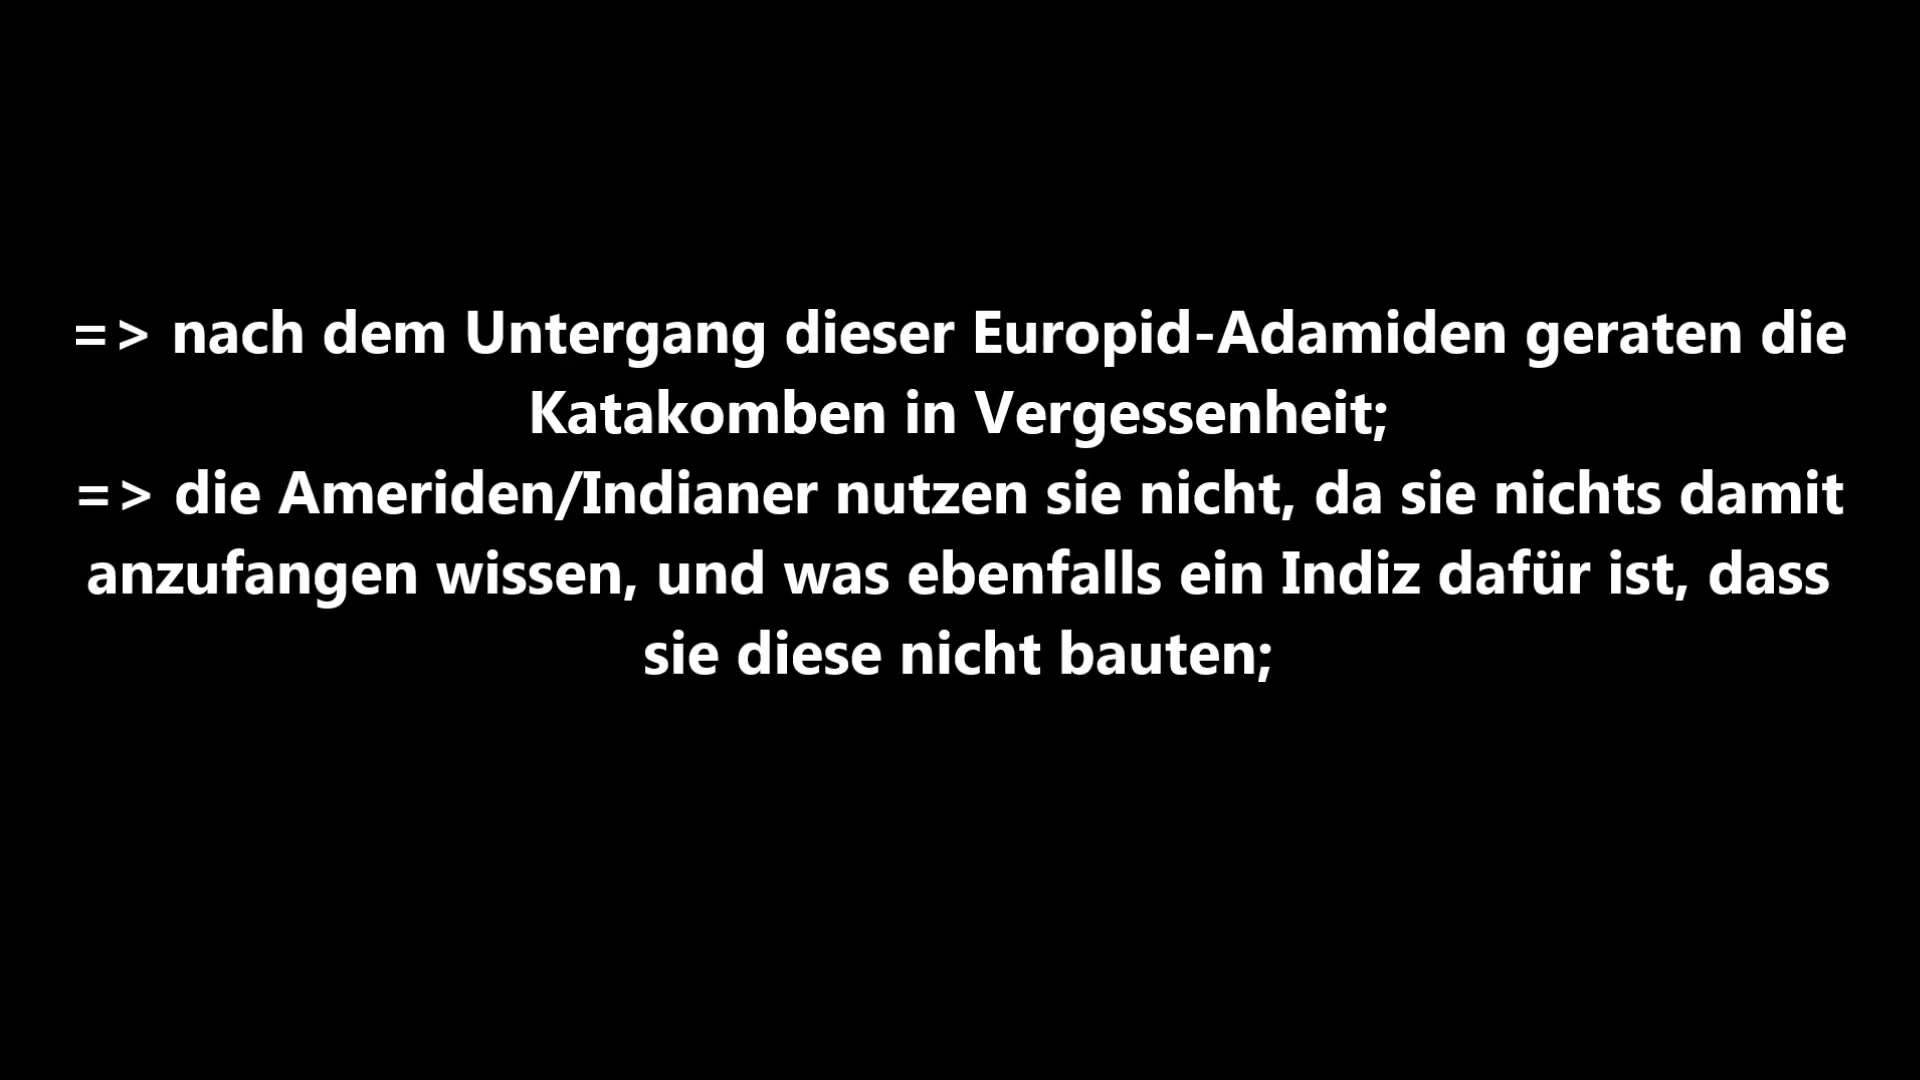 => nach dem Untergang dieser Europid-Adamiden geraten die
Katakomben in Vergessenheit;
=> die Ameriden/Indianer nutzen sie nicht, da sie nichts damit
anzufangen wissen, und was ebenfalls ein Indiz dafür ist, dass
sie diese nicht bauten;